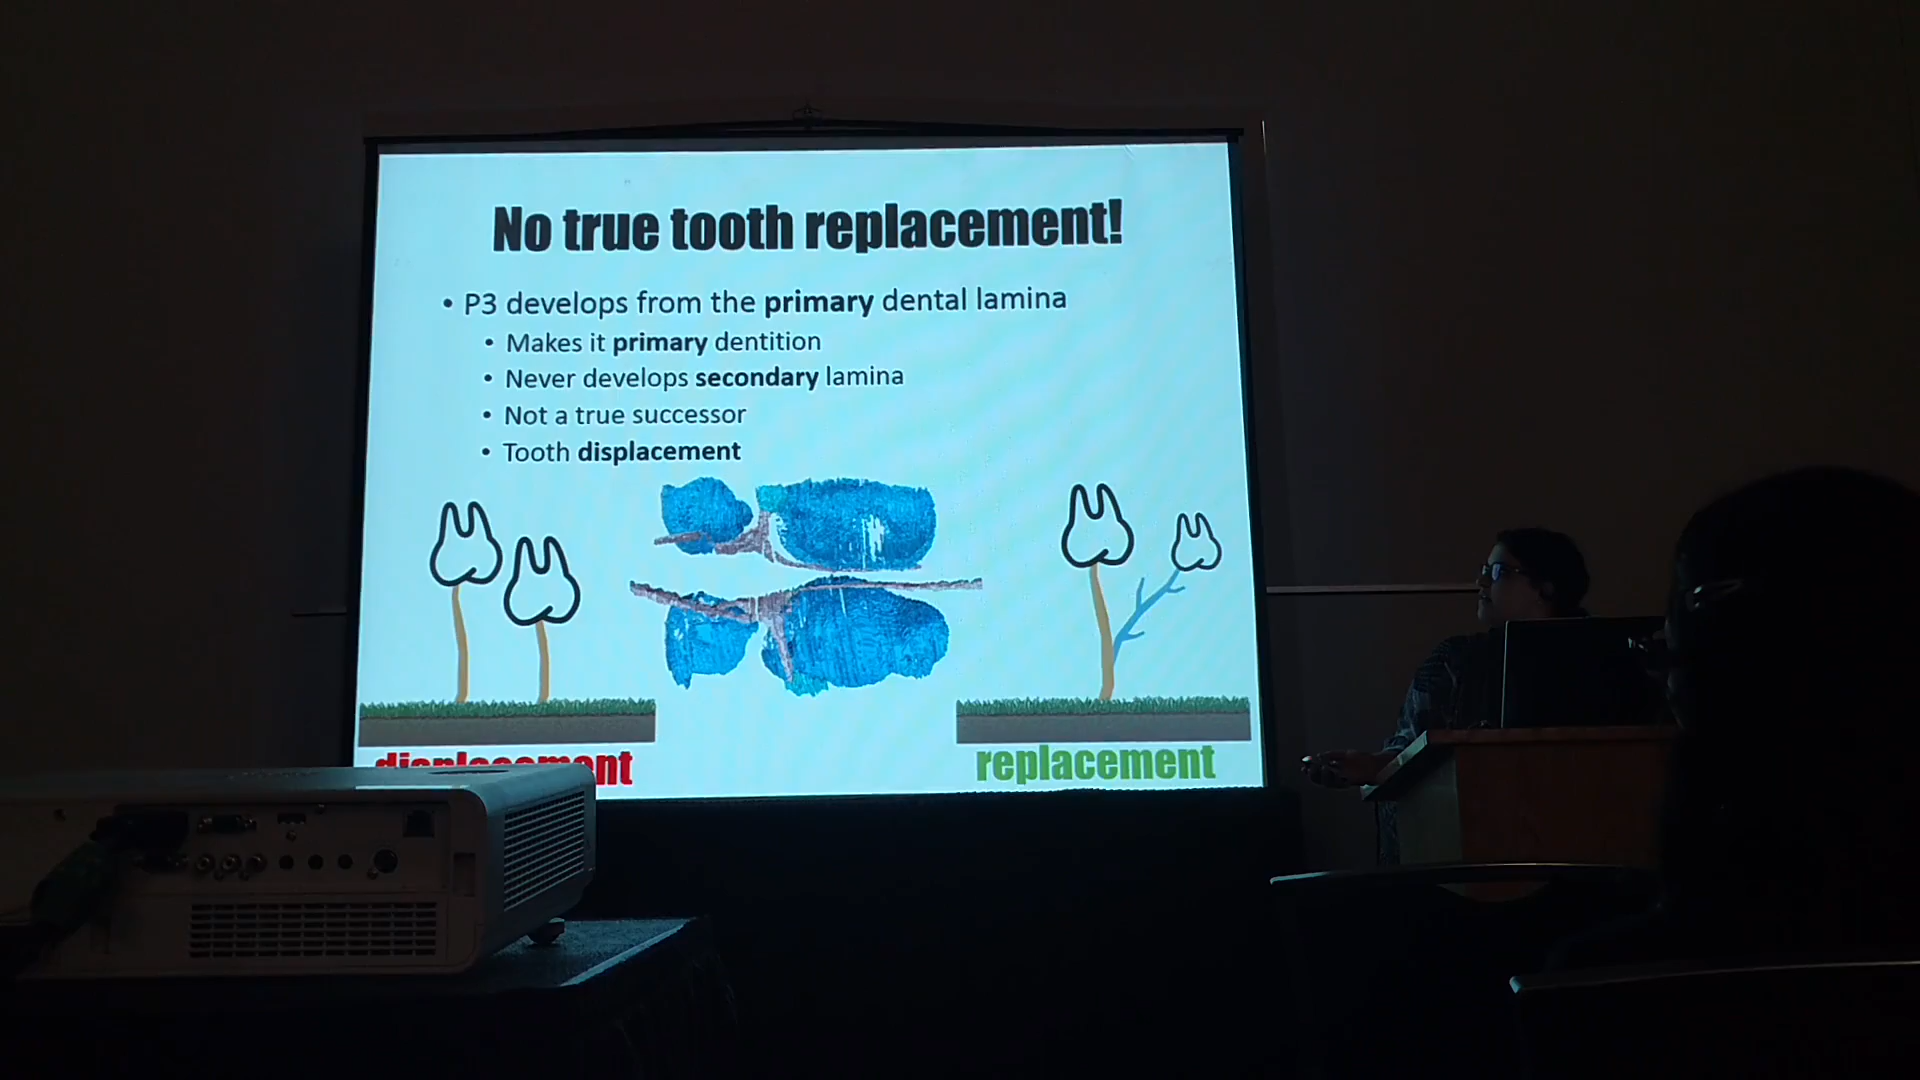 No true tooth replacement!
• P3 develops from the primary dental lamina
• Makes it primary dentition
• Never develops secondary lamina
• Not a true successor
• Tooth displacement
displacement
replacement